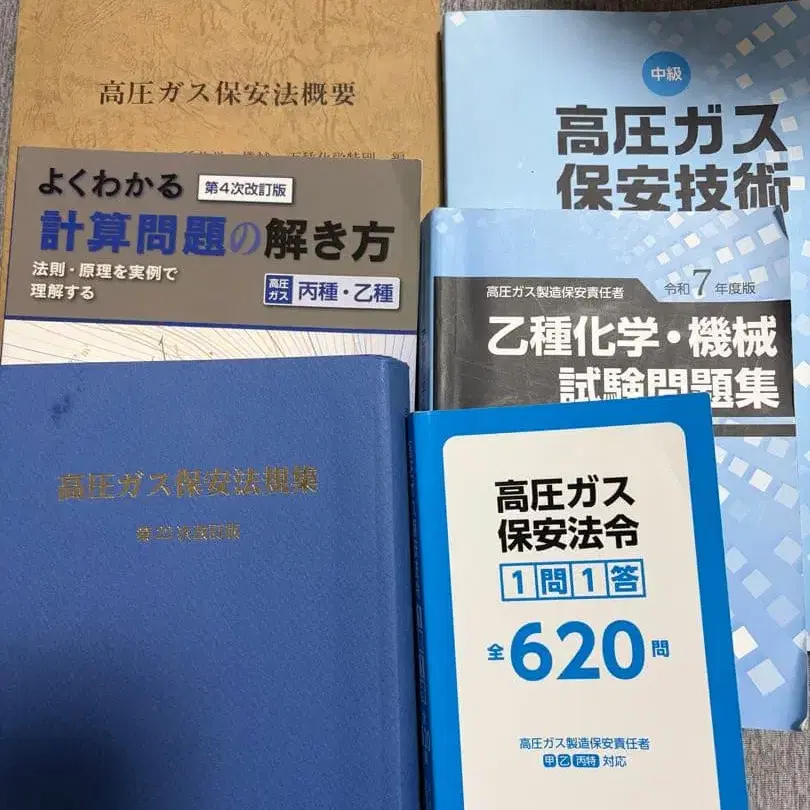 高圧ガス保安法概要
中級
高圧ガス
保安技術
よくわかる
第4次改訂版
計算問題の解き方
法則・原理を実例で
理解する
高圧
ガス
丙種・乙種
高圧ガス製造保安責任者
令和7年度版
乙種化学・機械
試験問題集
高圧ガス保安法規集
次改訂版
高圧ガス
保安法令
1問1答
全620問
高圧ガス製造保安責任者
甲乙丙特対応